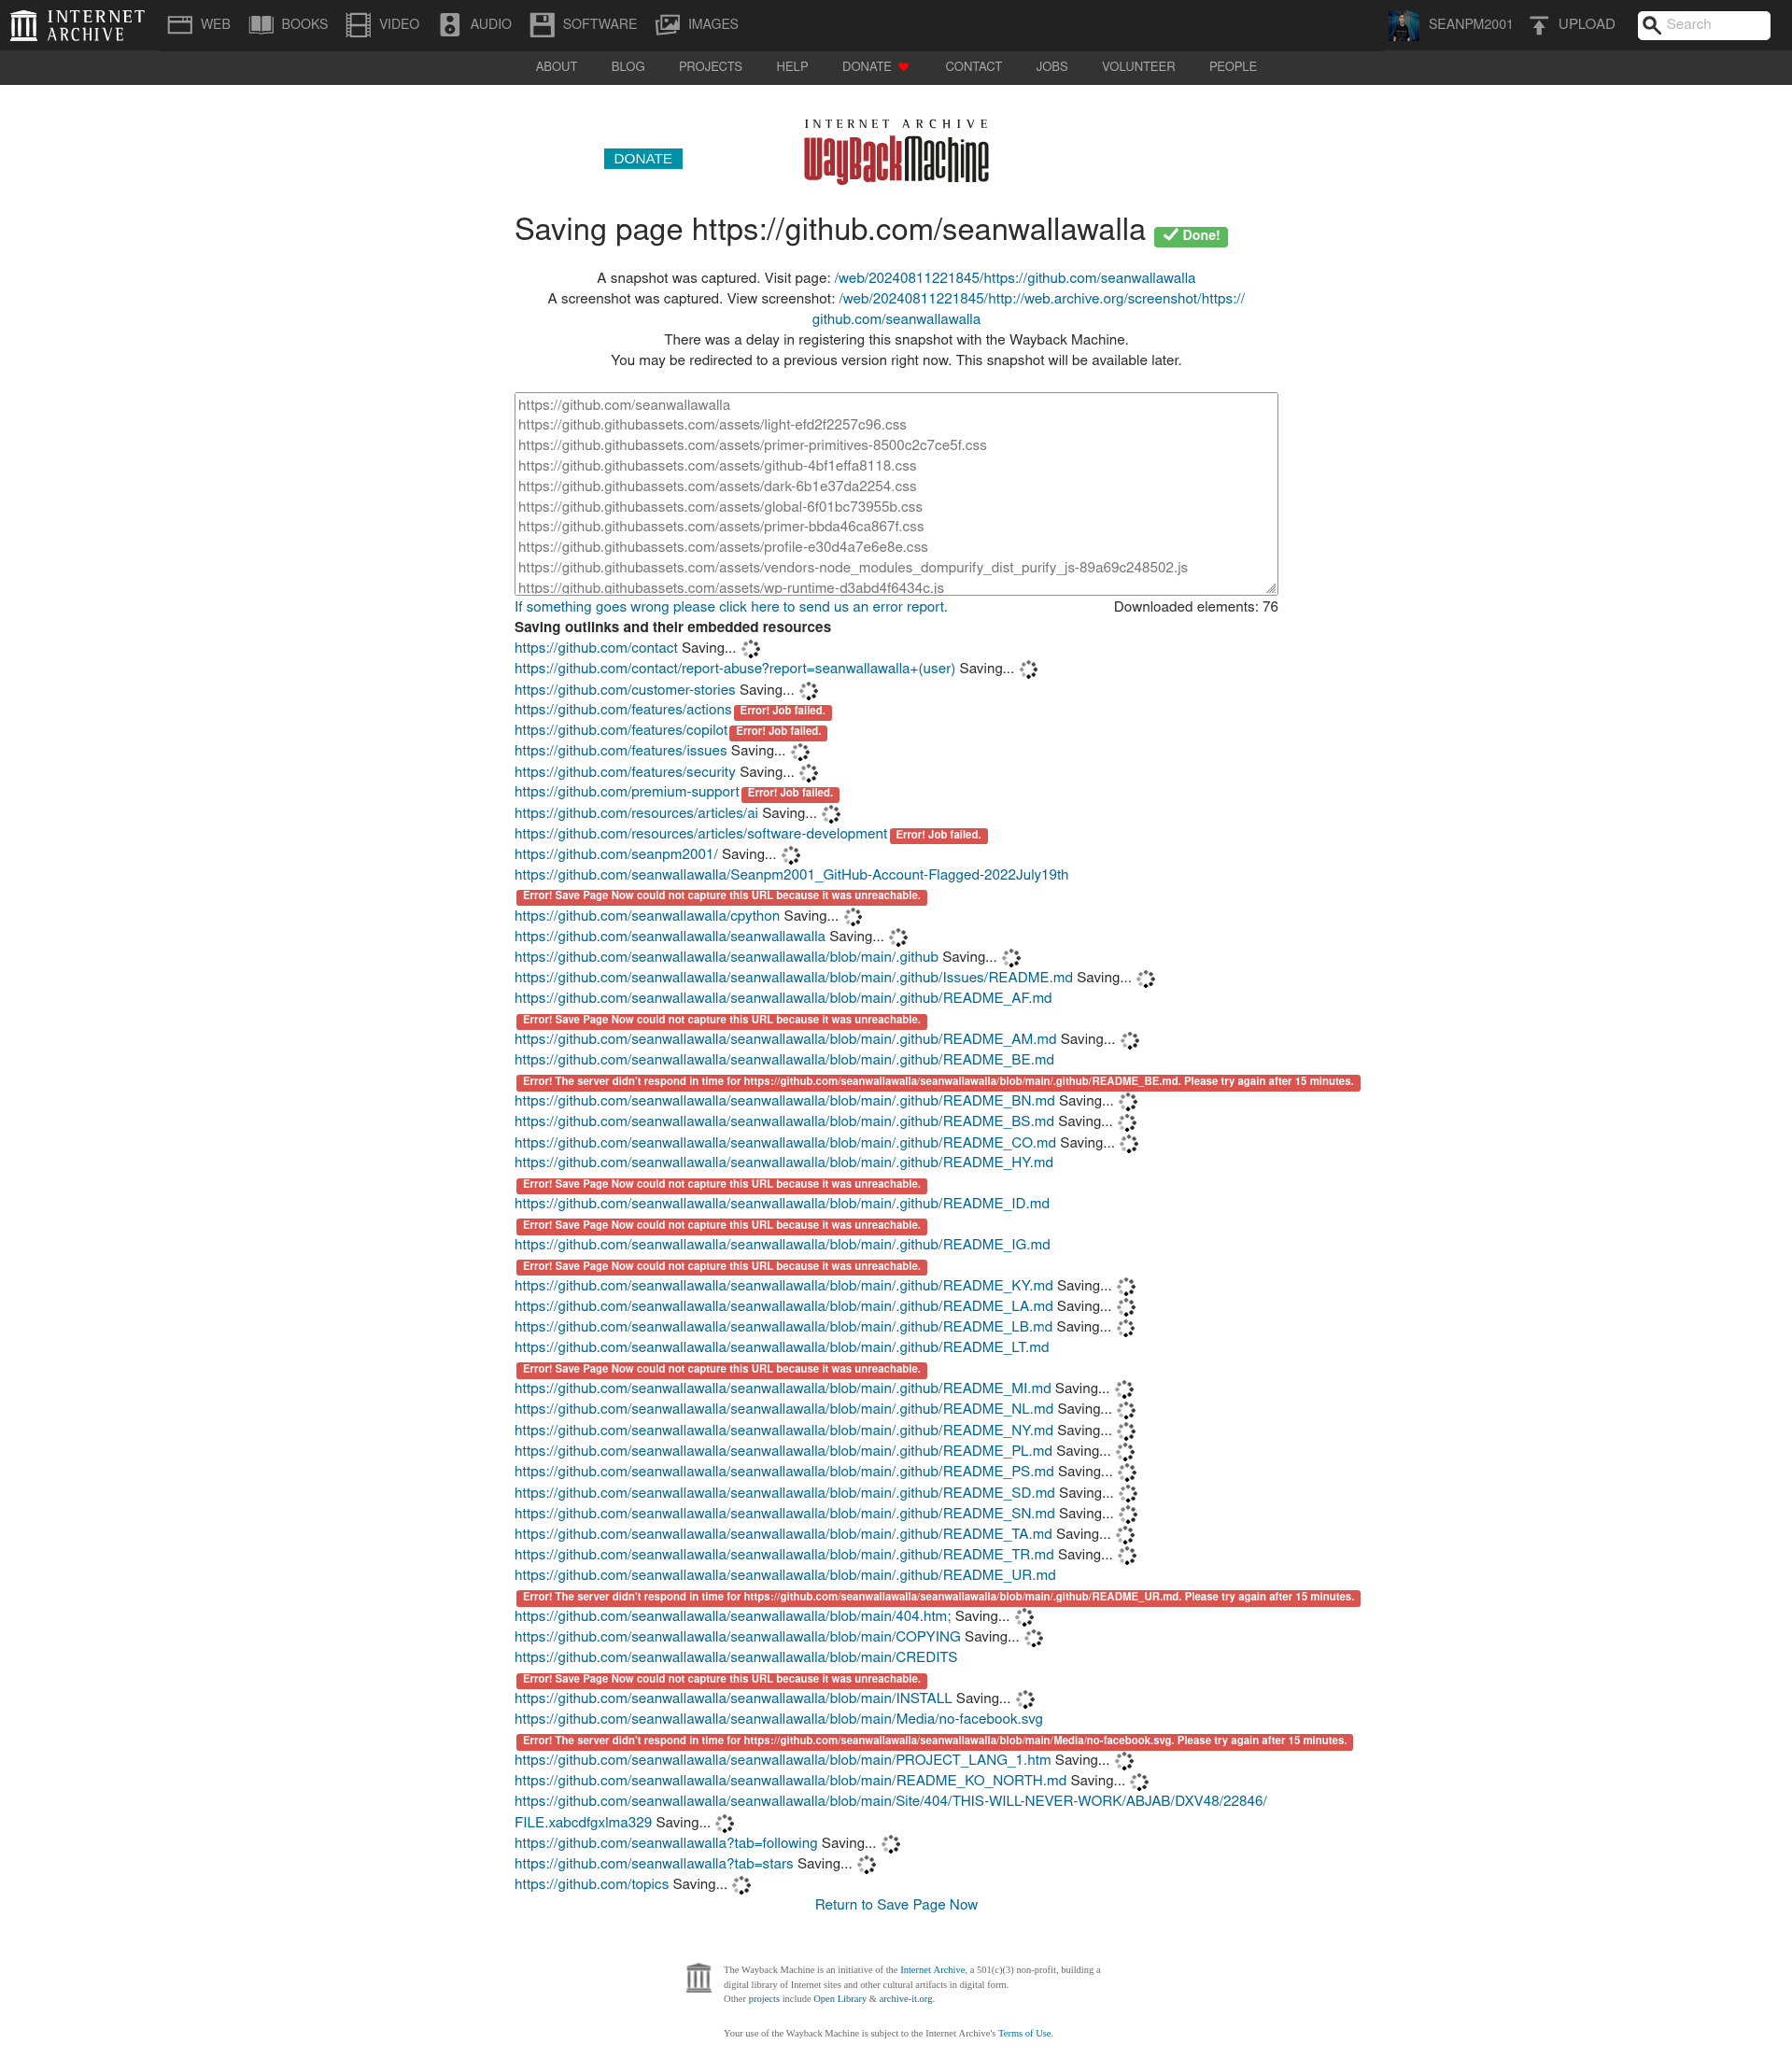 INTERNET ARCHIVE WEB BOOKS VIDEO AUDIO SOFTWARE IMAGES SEANPM2001 UPLOAD Search
ABOUT BLOG PROJECTS HELP DONATE CONTACT JOBS VOLUNTEER PEOPLE
INTERNET ARCHIVE
DONATE WayBackMachine
Saving page https://github.com/seanwallawalla Done!
A snapshot was captured. Visit page: /web/20240811221845/https://github.com/seanwallawalla
A screenshot was captured. View screenshot: /web/20240811221845/http://web.archive.org/screenshot/https://
github.com/seanwallawalla
There was a delay in registering this snapshot with the Wayback Machine.
You may be redirected to a previous version right now. This snapshot will be available later.
https://github.com/seanwallawalla
https://github.githubassets.com/assets/light-efd2f2257c96.css
https://github.githubassets.com/assets/primer-primitives-8500c2c7ce5f.css
https://github.githubassets.com/assets/github-4bf1effa8118.css
https://github.githubassets.com/assets/dark-6b1e37da2254.css
https://github.githubassets.com/assets/global-6f01bc73955b.css
https://github.githubassets.com/assets/primer-bbda46ca867f.css
https://github.githubassets.com/assets/profile-e30d4a7e6e8e.css
https://github.githubassets.com/assets/vendors-node_modules_dompurify_dist_purify_js-89a69c248502.js
https://github.githubassets.com/assets/wp-runtime-d3abd4f6434c.js
If something goes wrong please click here to send us an error report. Downloaded elements: 76
Saving outlinks and their embedded resources
https://github.com/contact Saving...
https://github.com/contact/report-abuse?report=seanwallawalla+(user) Saving...
https://github.com/customer-stories Saving...
https://github.com/features/actions Error! Job failed.
https://github.com/features/copilot Error! Job failed.
https://github.com/features/issues Saving...
https://github.com/features/security Saving...
https://github.com/premium-support Error! Job failed.
https://github.com/resources/articles/ai Saving...
https://github.com/resources/articles/software-development Error! Job failed.
https://github.com/seanpm2001/ Saving...
https://github.com/seanwallawalla/Seanpm2001_GitHub-Account-Flagged-2022July19th
Error! Save Page Now could not capture this URL because it was unreachable.
https://github.com/seanwallawalla/cpython Saving...
https://github.com/seanwallawalla/seanwallawalla Saving...
https://github.com/seanwallawalla/seanwallawalla/blob/main/.github Saving...
https://github.com/seanwallawalla/seanwallawalla/blob/main/.github/Issues/README.md Saving...
https://github.com/seanwallawalla/seanwallawalla/blob/main/.github/README_AF.md
Error! Save Page Now could not capture this URL because it was unreachable.
https://github.com/seanwallawalla/seanwallawalla/blob/main/.github/README_AM.md Saving...
https://github.com/seanwallawalla/seanwallawalla/blob/main/.github/README_BE.md
Error! The server didn't respond in time for https://github.com/seanwallawalla/seanwallawalla/blob/main/.github/README_BE.md. Please try again after 15 minutes.
https://github.com/seanwallawalla/seanwallawalla/blob/main/.github/README_BN.md Saving...
https://github.com/seanwallawalla/seanwallawalla/blob/main/.github/README_BS.md Saving...
https://github.com/seanwallawalla/seanwallawalla/blob/main/.github/README_CO.md Saving...
https://github.com/seanwallawalla/seanwallawalla/blob/main/.github/README_HY.md
Error! Save Page Now could not capture this URL because it was unreachable.
https://github.com/seanwallawalla/seanwallawalla/blob/main/.github/README_ID.md
Error! Save Page Now could not capture this URL because it was unreachable.
https://github.com/seanwallawalla/seanwallawalla/blob/main/.github/README_IG.md
Error! Save Page Now could not capture this URL because it was unreachable.
https://github.com/seanwallawalla/seanwallawalla/blob/main/.github/README_KY.md Saving...
https://github.com/seanwallawalla/seanwallawalla/blob/main/.github/README_LA.md Saving...
https://github.com/seanwallawalla/seanwallawalla/blob/main/.github/README_LB.md Saving...
https://github.com/seanwallawalla/seanwallawalla/blob/main/.github/README_LT.md
Error! Save Page Now could not capture this URL because it was unreachable.
https://github.com/seanwallawalla/seanwallawalla/blob/main/.github/README_MI.md Saving...
https://github.com/seanwallawalla/seanwallawalla/blob/main/.github/README_NL.md Saving...
https://github.com/seanwallawalla/seanwallawalla/blob/main/.github/README_NY.md Saving...
https://github.com/seanwallawalla/seanwallawalla/blob/main/.github/README_PL.md Saving...
https://github.com/seanwallawalla/seanwallawalla/blob/main/.github/README_PS.md Saving...
https://github.com/seanwallawalla/seanwallawalla/blob/main/.github/README_SD.md Saving...
https://github.com/seanwallawalla/seanwallawalla/blob/main/.github/README_SN.md Saving...
https://github.com/seanwallawalla/seanwallawalla/blob/main/.github/README_TA.md Saving...
https://github.com/seanwallawalla/seanwallawalla/blob/main/.github/README_TR.md Saving...
https://github.com/seanwallawalla/seanwallawalla/blob/main/.github/README_UR.md
Error! The server didn't respond in time for https://github.com/seanwallawalla/seanwallawalla/blob/main/.github/README_UR.md. Please try again after 15 minutes.
https://github.com/seanwallawalla/seanwallawalla/blob/main/404.htm; Saving...
https://github.com/seanwallawalla/seanwallawalla/blob/main/COPYING Saving...
https://github.com/seanwallawalla/seanwallawalla/blob/main/CREDITS
Error! Save Page Now could not capture this URL because it was unreachable.
https://github.com/seanwallawalla/seanwallawalla/blob/main/INSTALL Saving...
https://github.com/seanwallawalla/seanwallawalla/blob/main/Media/no-facebook.svg
Error! The server didn't respond in time for https://github.com/seanwallawalla/seanwallawalla/blob/main/Media/no-facebook.svg. Please try again after 15 minutes.
https://github.com/seanwallawalla/seanwallawalla/blob/main/PROJECT_LANG_1.htm Saving...
https://github.com/seanwallawalla/seanwallawalla/blob/main/README_KO_NORTH.md Saving...
https://github.com/seanwallawalla/seanwallawalla/blob/main/Site/404/THIS-WILL-NEVER-WORK/ABJAB/DXV48/22846/
FILE.xabcdfgxlma329 Saving...
https://github.com/seanwallawalla?tab=following Saving...
https://github.com/seanwallawalla?tab=stars Saving...
https://github.com/topics Saving...
Return to Save Page Now
The Wayback Machine is an initiative of the Internet Archive, a 501(c)(3) non-profit, building a
digital library of Internet sites and other cultural artifacts in digital form.
Other projects include Open Library & archive-it.org.
Your use of the Wayback Machine is subject to the Internet Archive's Terms of Use.